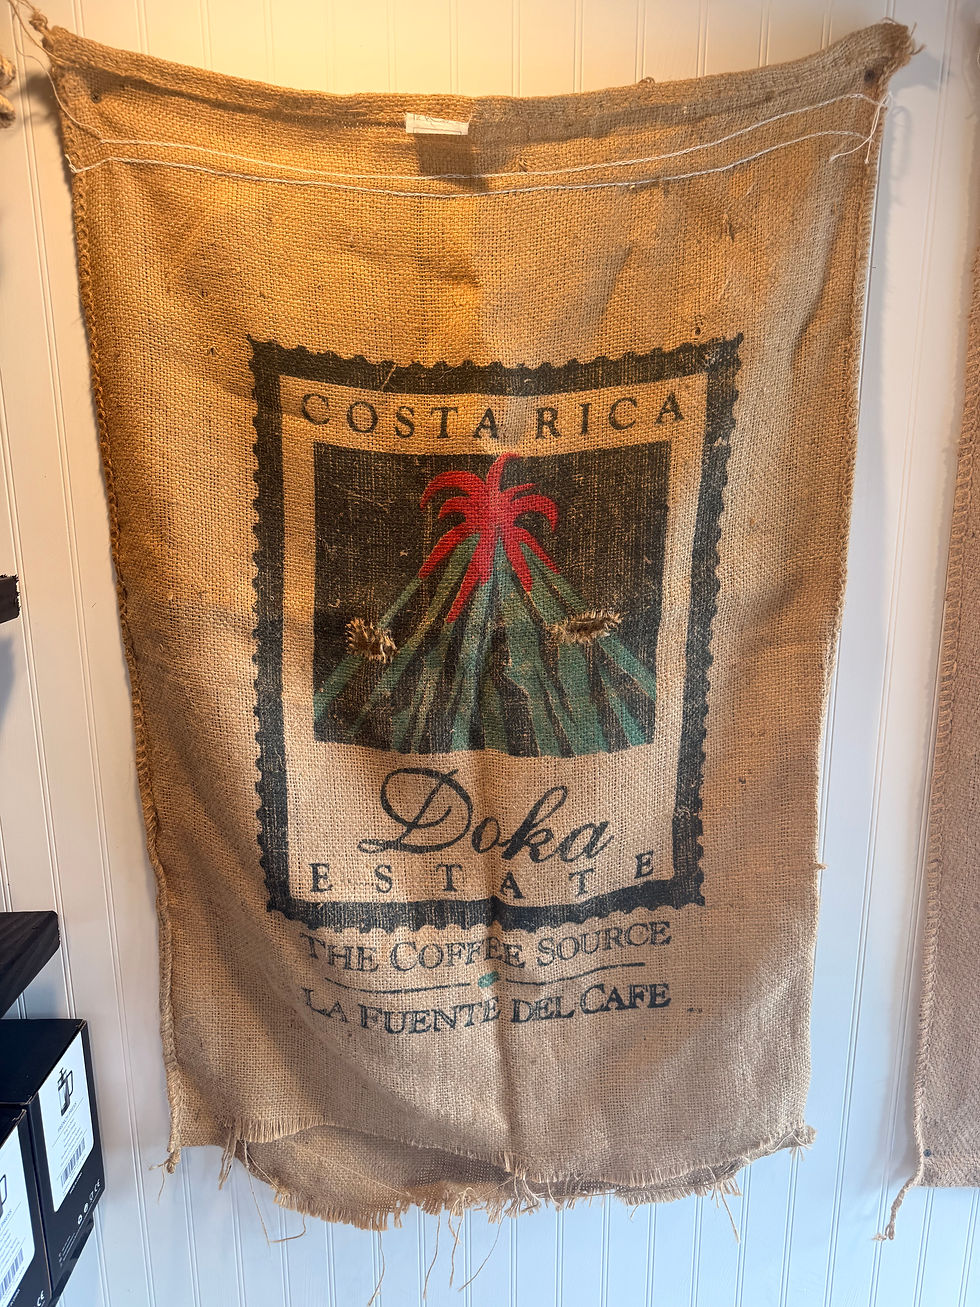 COSTA RICA
Doka
ESTATE
THE COFFEE SOURCE
LA FUENTE DEL CAFE